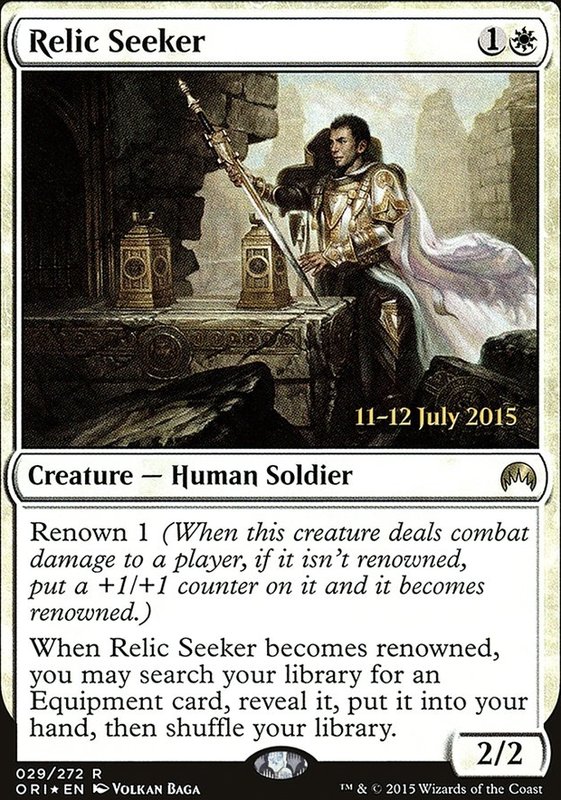 Relic Seeker
1
11-12 July 2015
Creature — Human Soldier
Renown 1 (When this creature deals combat
damage to a player, if it isn't renowned,
put a +1/+1 counter on it and it becomes
renowned.)
When Relic Seeker becomes renowned,
you may search your library for an
Equipment card, reveal it, put it into your
hand, then shuffle your library.
2/2
029/272 R
ORI★EN VOLKAN BAGA
™ & © 2015 Wizards of the Coast